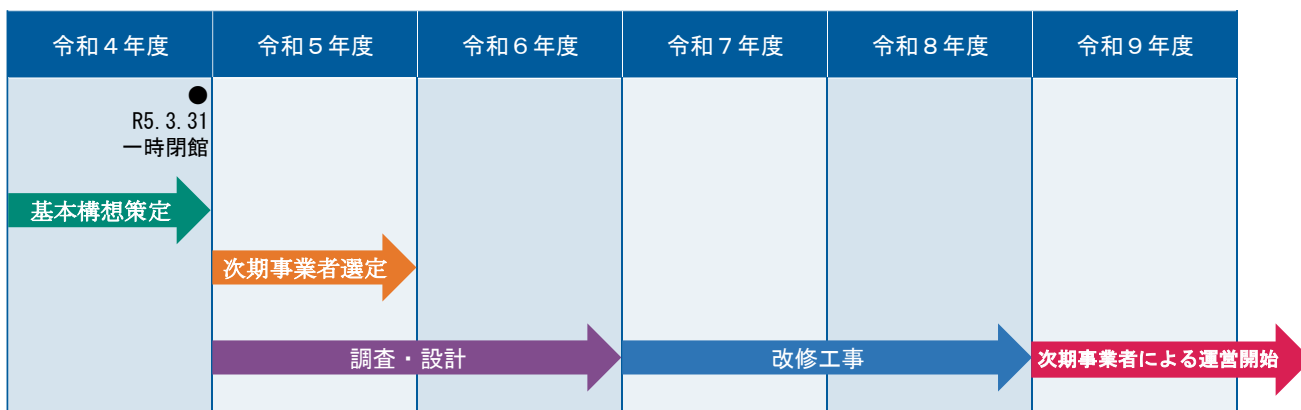 令和４年度
令和５年度
令和６年度
令和７年度
令和８年度
令和９年度
R5.3.31
一時閉館
基本構想策定
次期事業者選定
調査・設計
改修工事
次期事業者による運営開始